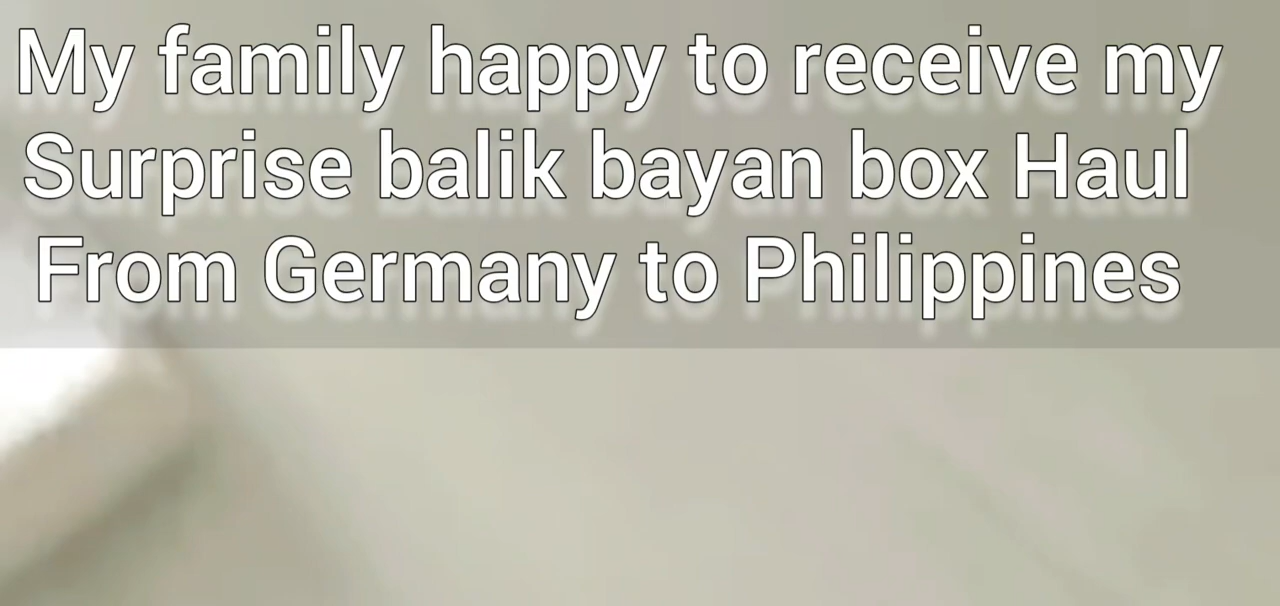 My family happy to receive my
Surprise balik bayan box Haul
From Germany to Philippines